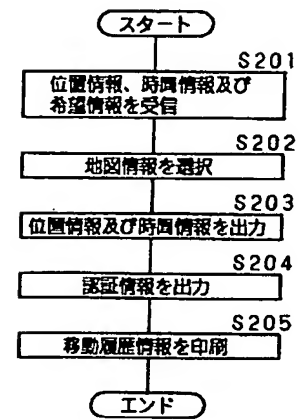 スタート
S201
位置情報、時間情報及び
希望情報を受信
S202
地図情報を選択
S203
位置情報及び時間情報を出力
S204
認証情報を出力
S205
移動履歴情報を印刷
エンド